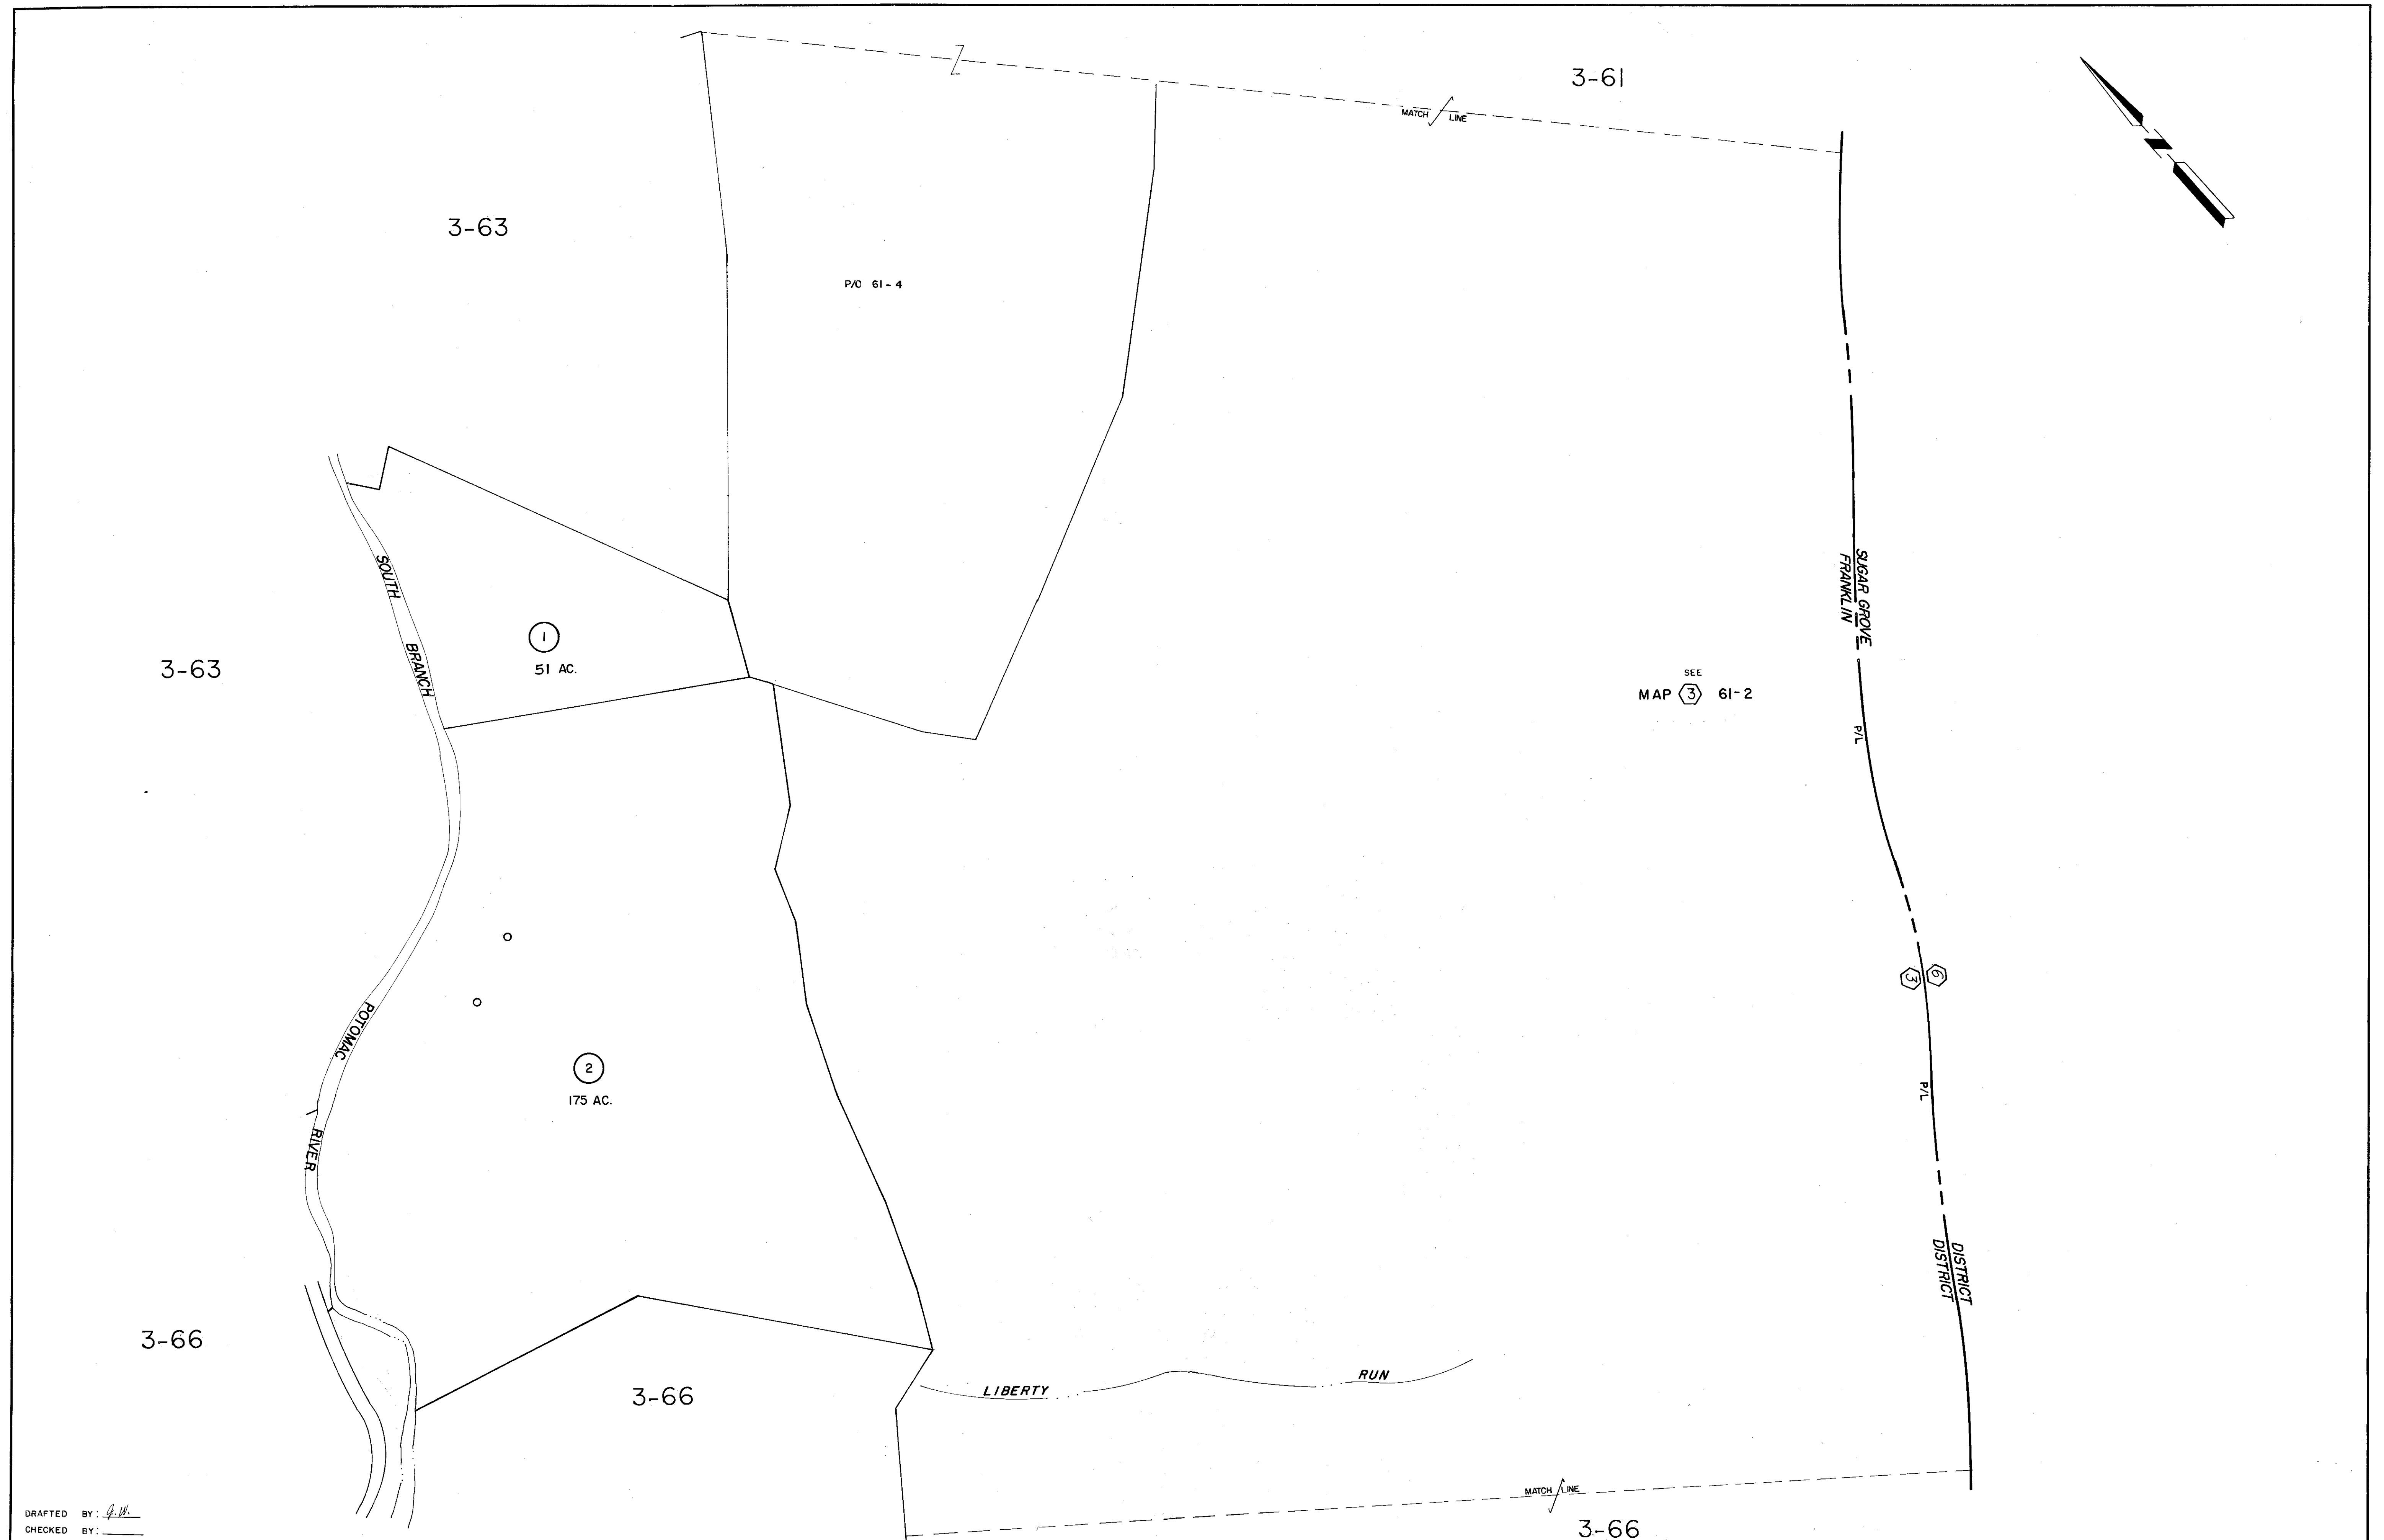 3-61
MATCH LINE
3-63
P/O 61-4
SOUTH
BRANCH
POTOMAC
RIVER
1
51 AC.
3-63
SEE
MAP 3 61-2
SUGAR GROVE
FRANKLIN
P/L
3
6
P/L
DISTRICT
DISTRICT
2
175 AC.
3-66
3-66
LIBERTY RUN
MATCH LINE
3-66
DRAFTED BY: G.W.
CHECKED BY: